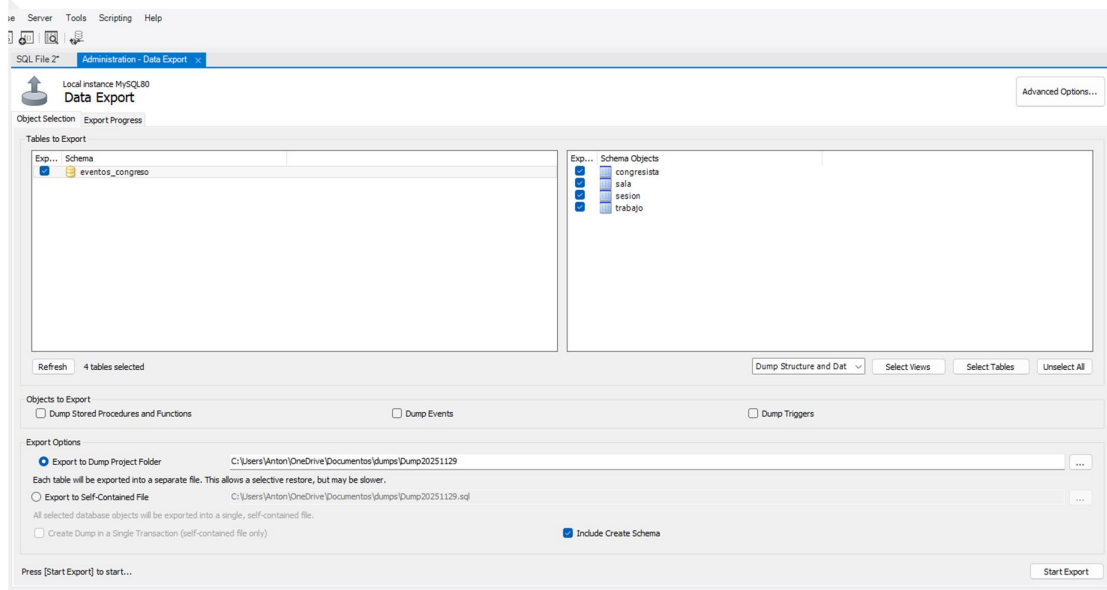 se Server Tools Scripting Help
SQL File 2* Administration - Data Export x
Local instance MySQL80
Data Export
Advanced Options...
Object Selection Export Progress
Tables to Export
Exp... Schema
eventos_congreso
Exp... Schema Objects
congresista
sala
sesion
trabajo
Refresh 4 tables selected Dump Structure and Dat Select Views Select Tables Unselect All
Objects to Export
Dump Stored Procedures and Functions Dump Events Dump Triggers
Export Options
Export to Dump Project Folder C:\Users\Anton\OneDrive\Documentos\dumps\Dump20251129 ...
Each table will be exported into a separate file. This allows a selective restore, but may be slower.
Export to Self-Contained File C:\Users\Anton\OneDrive\Documentos\dumps\Dump20251129.sql ...
All selected database objects will be exported into a single, self-contained file.
Create Dump in a Single Transaction (self-contained file only) Include Create Schema
Press [Start Export] to start... Start Export